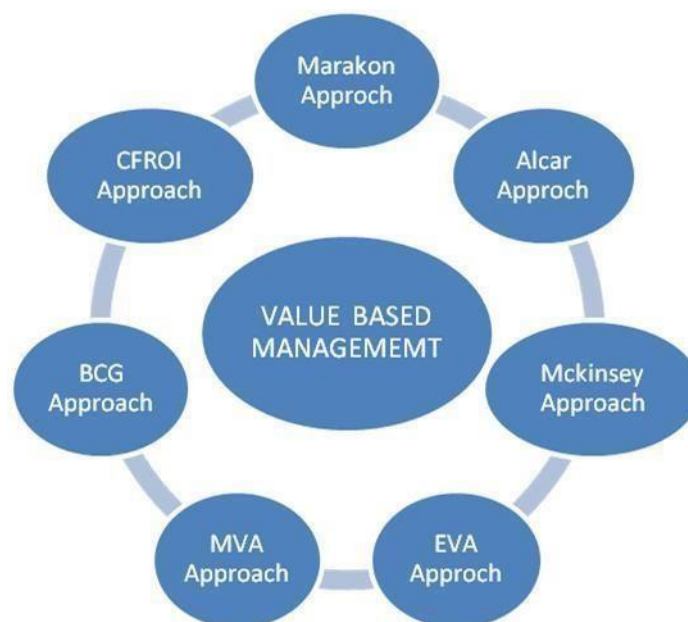 Marakon
Approch
CFROI
Approach
Alcar
Approch
VALUE BASED
MANAGEMEMT
BCG
Approach
Mckinsey
Approach
MVA
Approach
EVA
Approch